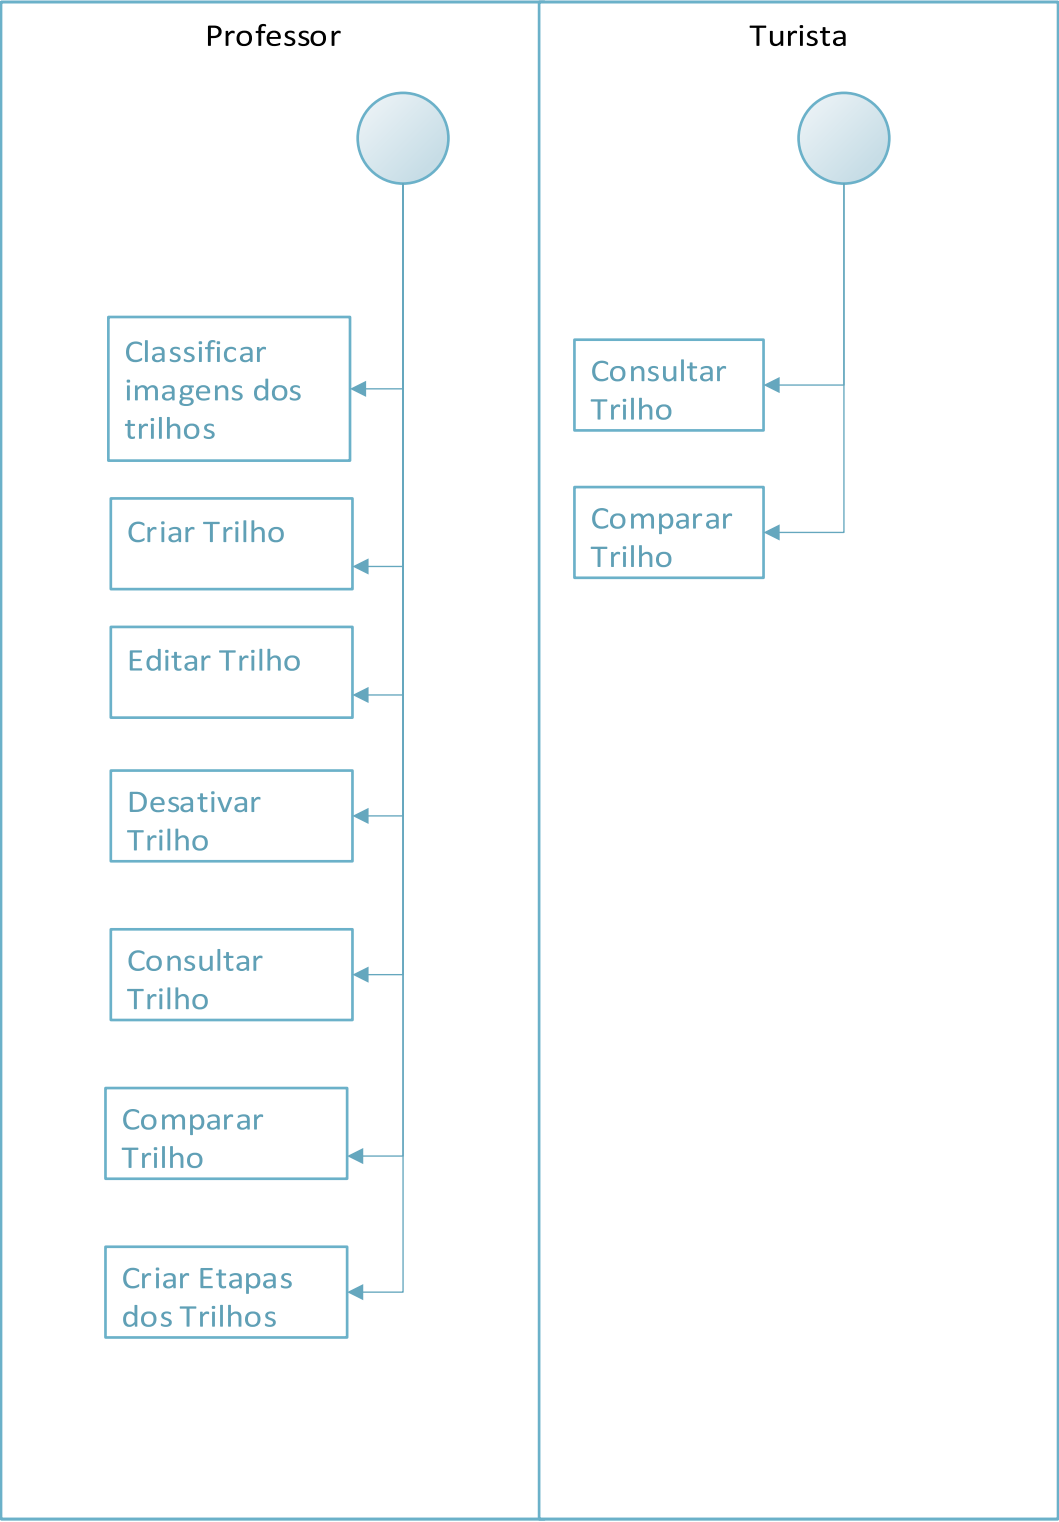 Professor
Classificar
imagens dos
trilhos
Criar Trilho
Editar Trilho
Desativar
Trilho
Consultar
Trilho
Comparar
Trilho
Criar Etapas
dos Trilhos
Turista
Consultar
Trilho
Comparar
Trilho